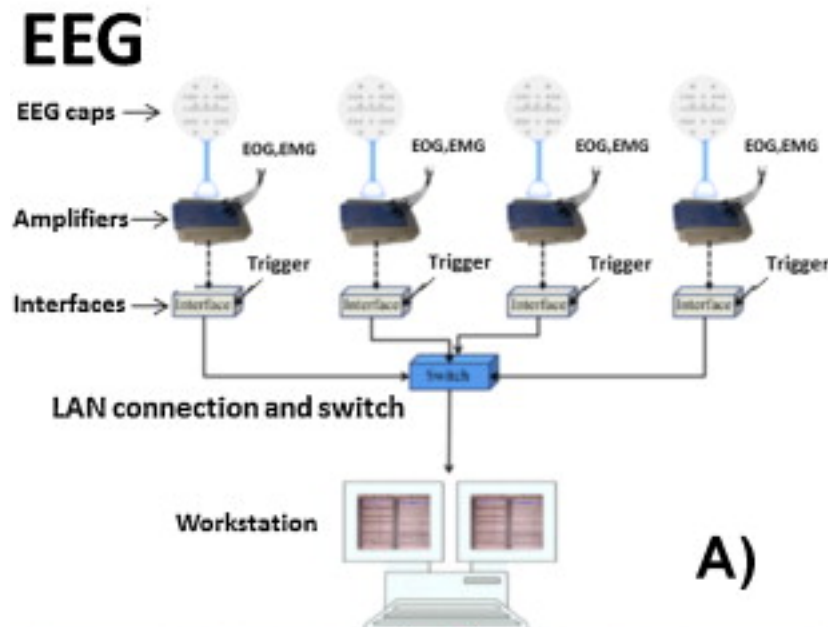 EEG
EEG caps
EOG,EMG
EOG,EMG
EOG,EMG
EOG,EMG
Amplifiers
Trigger
Trigger
Trigger
Trigger
Interfaces
Interface
Interface
Interface
Interface
Switch
LAN connection and switch
Workstation
A)